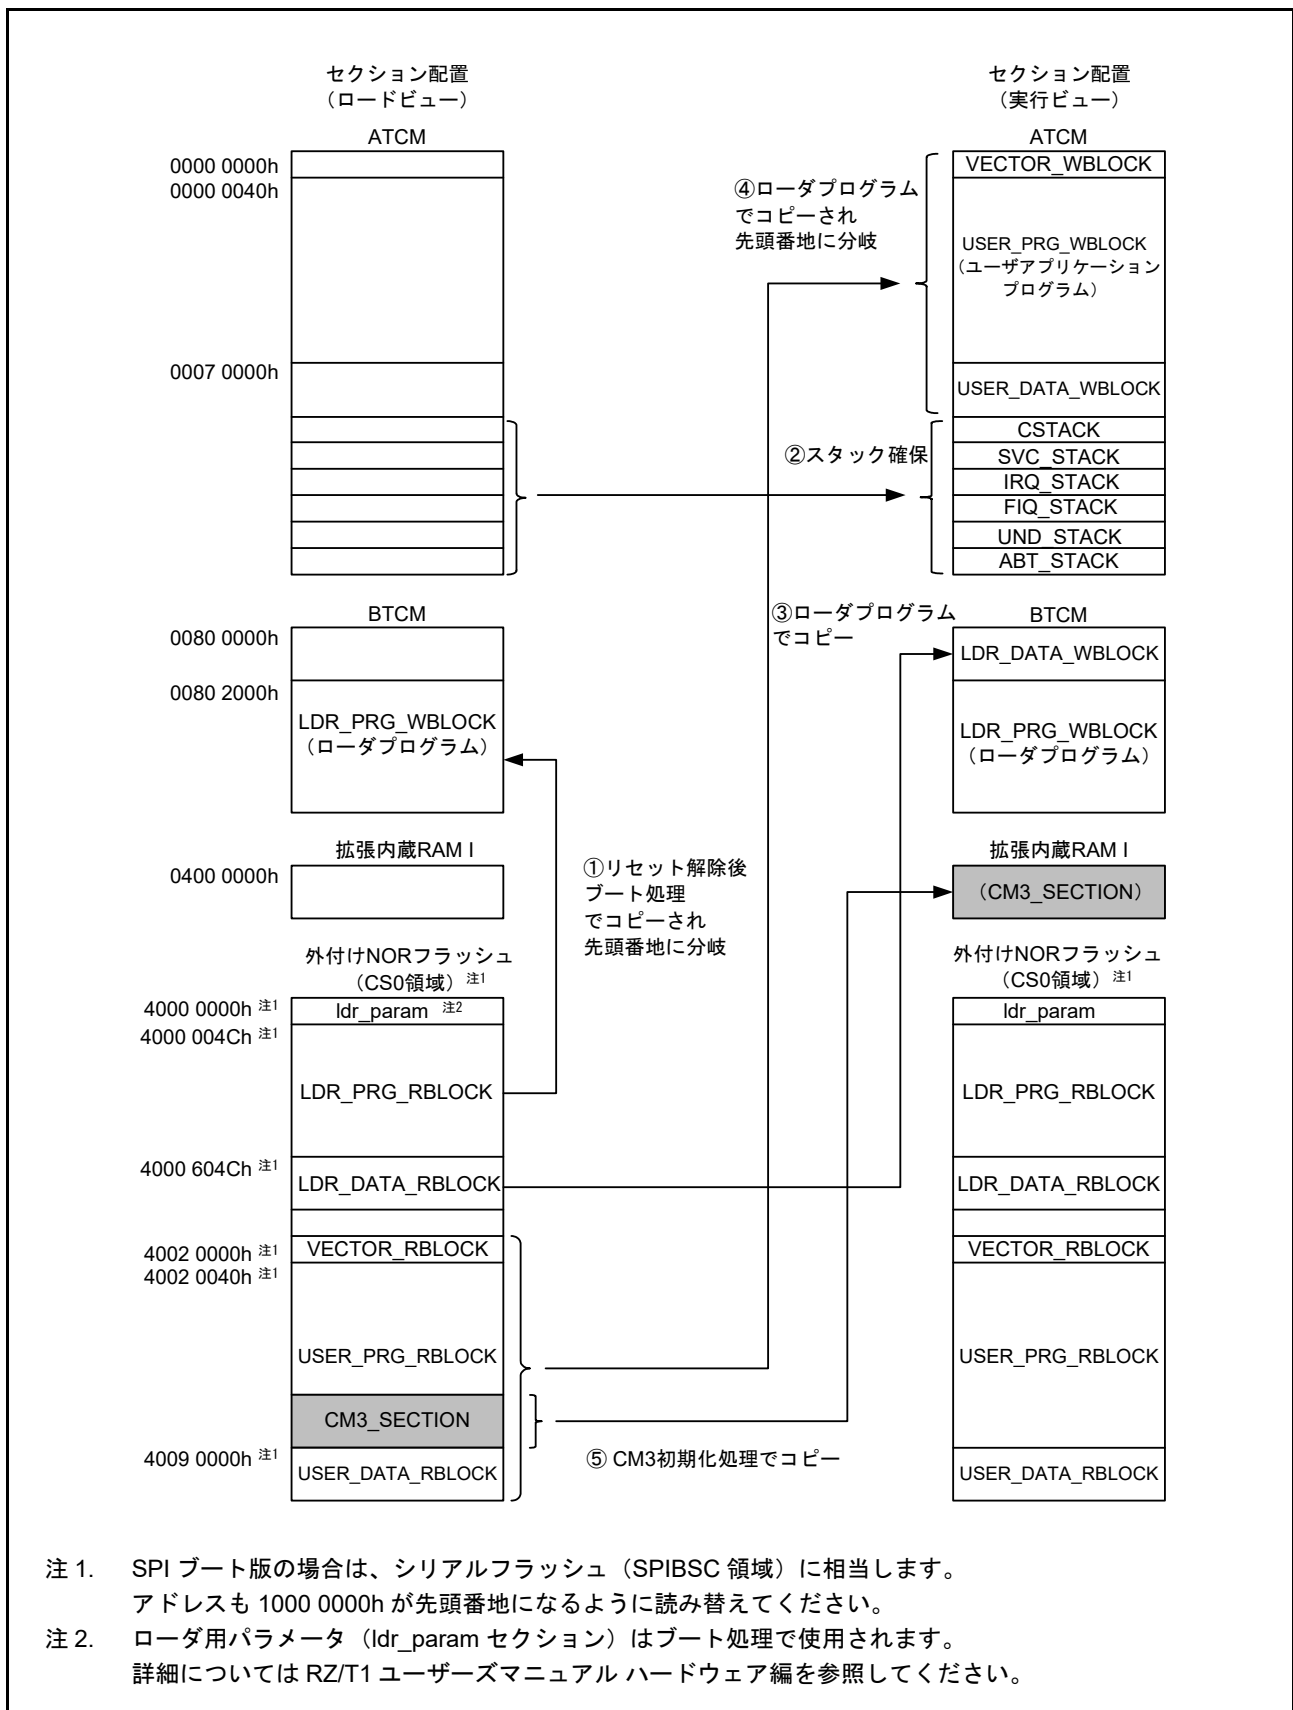 セクション配置
（ロードビュー）
ATCM
0000 0000h
0000 0040h
0007 0000h
BTCM
0080 0000h
0080 2000h
LDR_PRG_WBLOCK
（ローダプログラム）
拡張内蔵RAM I
0400 0000h
外付けNORフラッシュ
（CS0領域）注1
4000 0000h 注1
ldr_param 注2
4000 004Ch 注1
LDR_PRG_RBLOCK
4000 604Ch 注1
LDR_DATA_RBLOCK
4002 0000h 注1
VECTOR_RBLOCK
4002 0040h 注1
USER_PRG_RBLOCK
CM3_SECTION
4009 0000h 注1
USER_DATA_RBLOCK
①リセット解除後
ブート処理
でコピーされ
先頭番地に分岐
②スタック確保
③ローダプログラム
でコピー
④ローダプログラム
でコピーされ
先頭番地に分岐
⑤ CM3初期化処理でコピー
セクション配置
（実行ビュー）
ATCM
VECTOR_WBLOCK
USER_PRG_WBLOCK
（ユーザアプリケーション
プログラム）
USER_DATA_WBLOCK
CSTACK
SVC_STACK
IRQ_STACK
FIQ_STACK
UND_STACK
ABT_STACK
BTCM
LDR_DATA_WBLOCK
LDR_PRG_WBLOCK
（ローダプログラム）
拡張内蔵RAM I
（CM3_SECTION）
外付けNORフラッシュ
（CS0領域）注1
ldr_param
LDR_PRG_RBLOCK
LDR_DATA_RBLOCK
VECTOR_RBLOCK
USER_PRG_RBLOCK
USER_DATA_RBLOCK
注 1. SPI ブート版の場合は、シリアルフラッシュ（SPIBSC 領域）に相当します。
アドレスも 1000 0000h が先頭番地になるように読み替えてください。
注 2. ローダ用パラメータ（ldr_param セクション）はブート処理で使用されます。
詳細については RZ/T1 ユーザーズマニュアル ハードウェア編を参照してください。